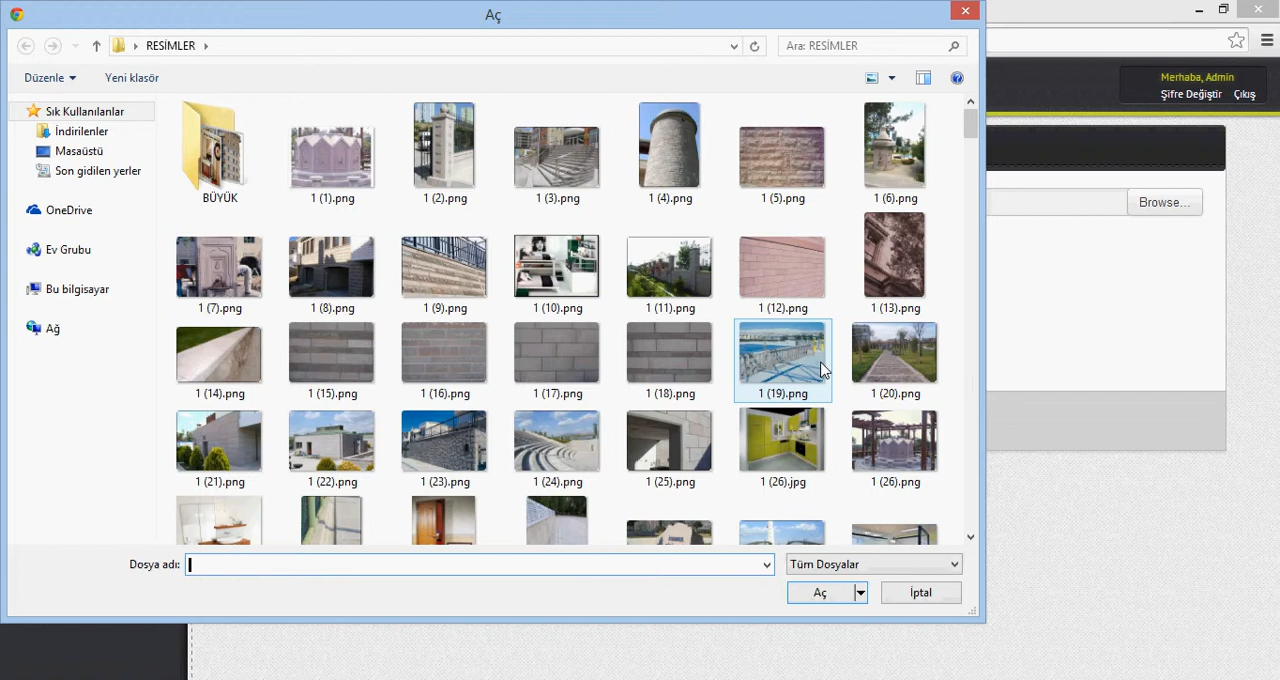 Aç
RESİMLER
Ara: RESİMLER
Düzenle
Yeni klasör
Merhaba, Admin
Şifre Değiştir Çıkış
Browse...
Sık Kullanılanlar
İndirilenler
Masaüstü
Son gidilen yerler
OneDrive
Ev Grubu
Bu bilgisayar
Ağ
BÜYÜK
1 (1).png
1 (2).png
1 (3).png
1 (4).png
1 (5).png
1 (6).png
1 (7).png
1 (8).png
1 (9).png
1 (10).png
1 (11).png
1 (12).png
1 (13).png
1 (14).png
1 (15).png
1 (16).png
1 (17).png
1 (18).png
1 (19).png
1 (20).png
1 (21).png
1 (22).png
1 (23).png
1 (24).png
1 (25).png
1 (26).jpg
1 (26).png
Dosya adı:
Tüm Dosyalar
Aç
İptal